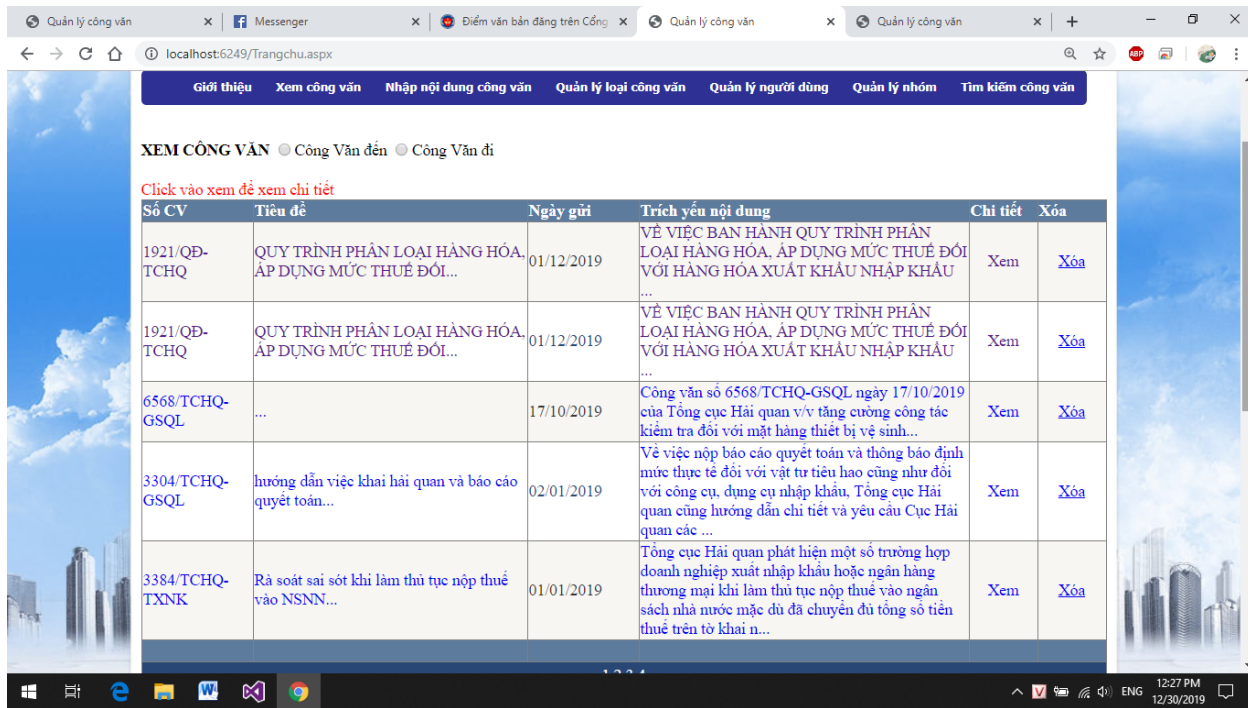 Quản lý công văn
Messenger
Điểm văn bản đăng trên Cổng
Quản lý công văn
Quản lý công văn
localhost:6249/Trangchu.aspx
ABP
Giới thiệu Xem công văn Nhập nội dung công văn Quản lý loại công văn Quản lý người dùng Quản lý nhóm Tìm kiếm công văn
XEM CÔNG VĂN Công Văn đến Công Văn đi
Click vào xem để xem chi tiết
Số CV Tiêu đề Ngày gửi Trích yếu nội dung Chi tiết Xóa
1921/QĐ-
TCHQ
QUY TRÌNH PHÂN LOẠI HÀNG HÓA,
ÁP DỤNG MỨC THUẾ ĐỐI...
01/12/2019
VỀ VIỆC BAN HÀNH QUY TRÌNH PHÂN
LOẠI HÀNG HÓA, ÁP DỤNG MỨC THUẾ ĐỐI
VỚI HÀNG HÓA XUẤT KHẨU NHẬP KHẨU
...
Xem
Xóa
1921/QĐ-
TCHQ
QUY TRÌNH PHÂN LOẠI HÀNG HÓA,
ÁP DỤNG MỨC THUẾ ĐỐI...
01/12/2019
VỀ VIỆC BAN HÀNH QUY TRÌNH PHÂN
LOẠI HÀNG HÓA, ÁP DỤNG MỨC THUẾ ĐỐI
VỚI HÀNG HÓA XUẤT KHẨU NHẬP KHẨU
...
Xem
Xóa
6568/TCHQ-
GSQL
...
17/10/2019
Công văn số 6568/TCHQ-GSQL ngày 17/10/2019
của Tổng cục Hải quan v/v tăng cường công tác
kiểm tra đối với mặt hàng thiết bị vệ sinh...
Xem
Xóa
3304/TCHQ-
GSQL
hướng dẫn việc khai hải quan và báo cáo
quyết toán...
02/01/2019
Về việc nộp báo cáo quyết toán và thông báo định
mức thực tế đối với vật tư tiêu hao cũng như đối
với công cụ, dụng cụ nhập khẩu, Tổng cục Hải
quan cũng hướng dẫn chi tiết và yêu cầu Cục Hải
quan các ...
Xem
Xóa
3384/TCHQ-
TXNK
Rà soát sai sót khi làm thủ tục nộp thuế
vào NSNN...
01/01/2019
Tổng cục Hải quan phát hiện một số trường hợp
doanh nghiệp xuất nhập khẩu hoặc ngân hàng
thương mại khi làm thủ tục nộp thuế vào ngân
sách nhà nước mặc dù đã chuyển đủ tổng số tiền
thuế trên tờ khai n...
Xem
Xóa
1 2 3 4
ENG
12:27 PM
12/30/2019